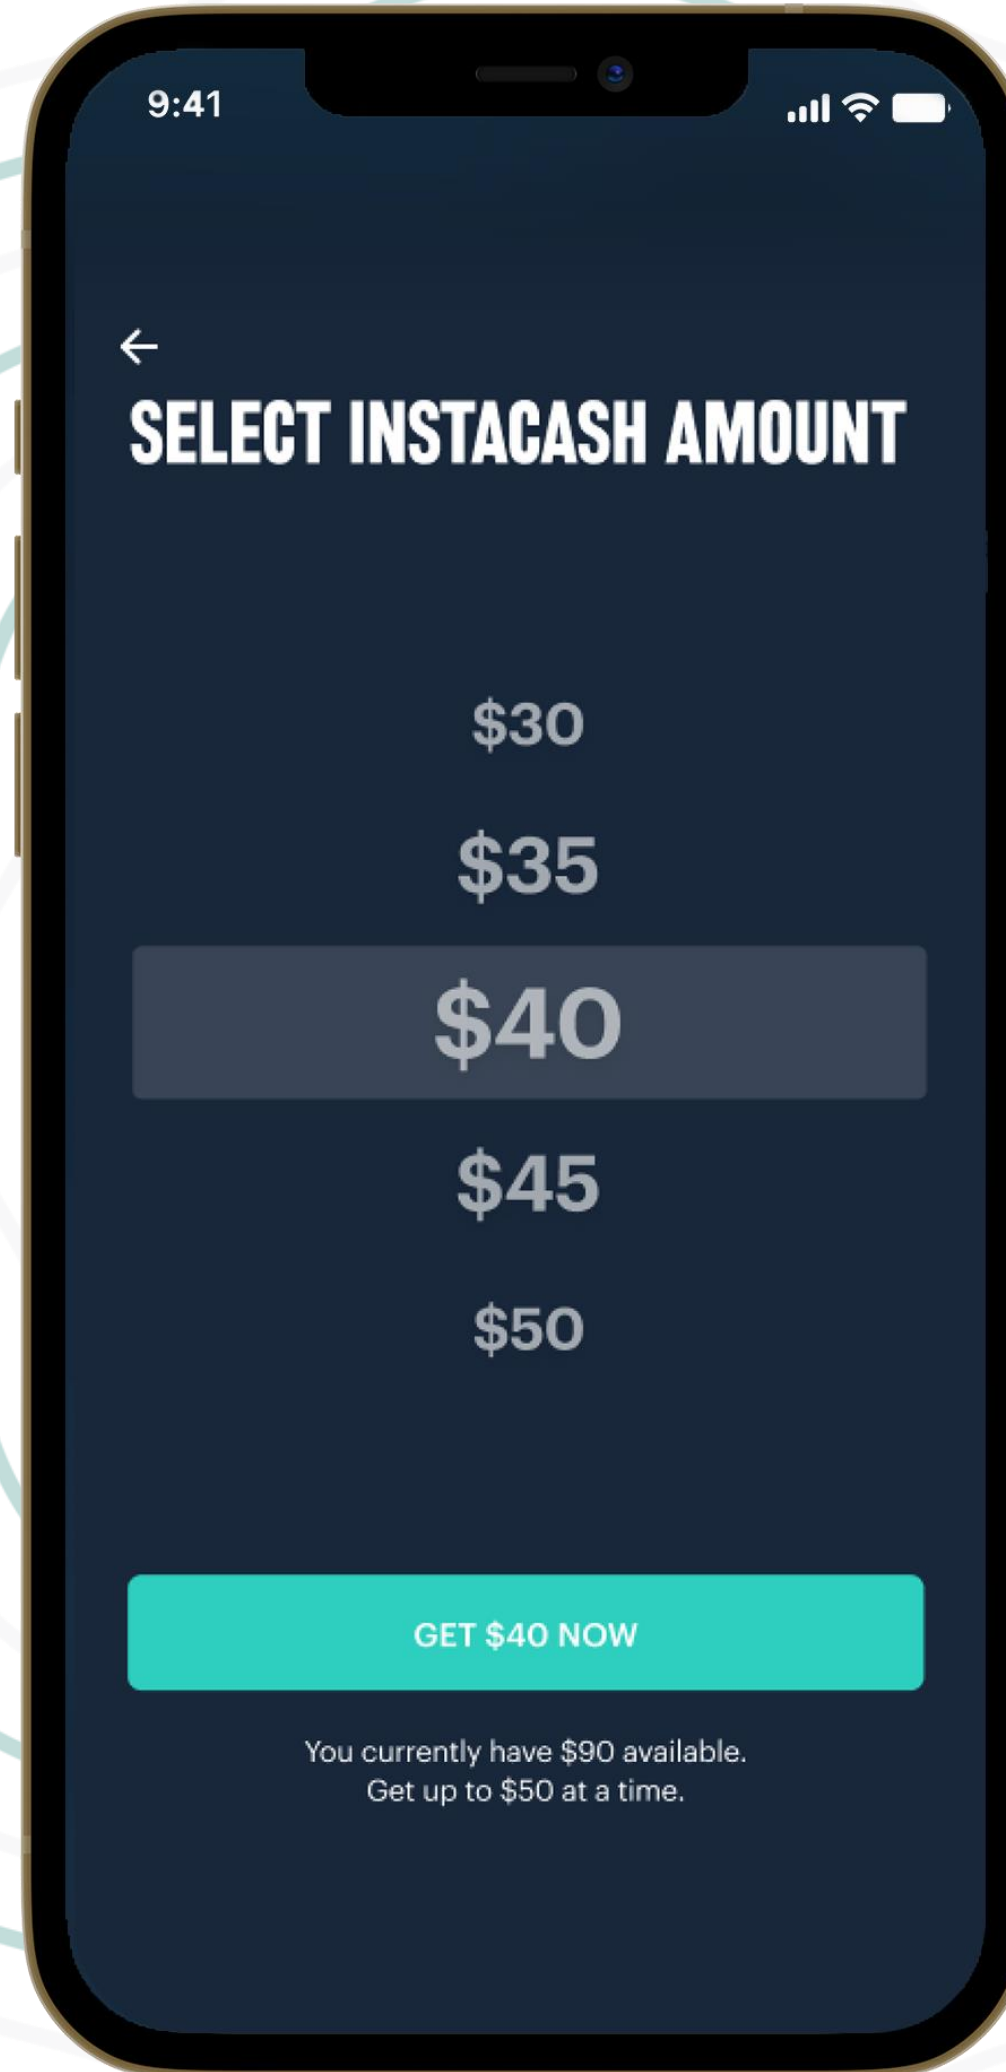 9:41
SELECT INSTACASH AMOUNT
$30
$35
$40
$45
$50
GET $40 NOW
You currently have $90 available.
Get up to $50 at a time.